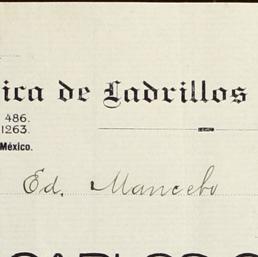 ica de Ladrillos
486.
1263.
México.
Ed. Mancebo